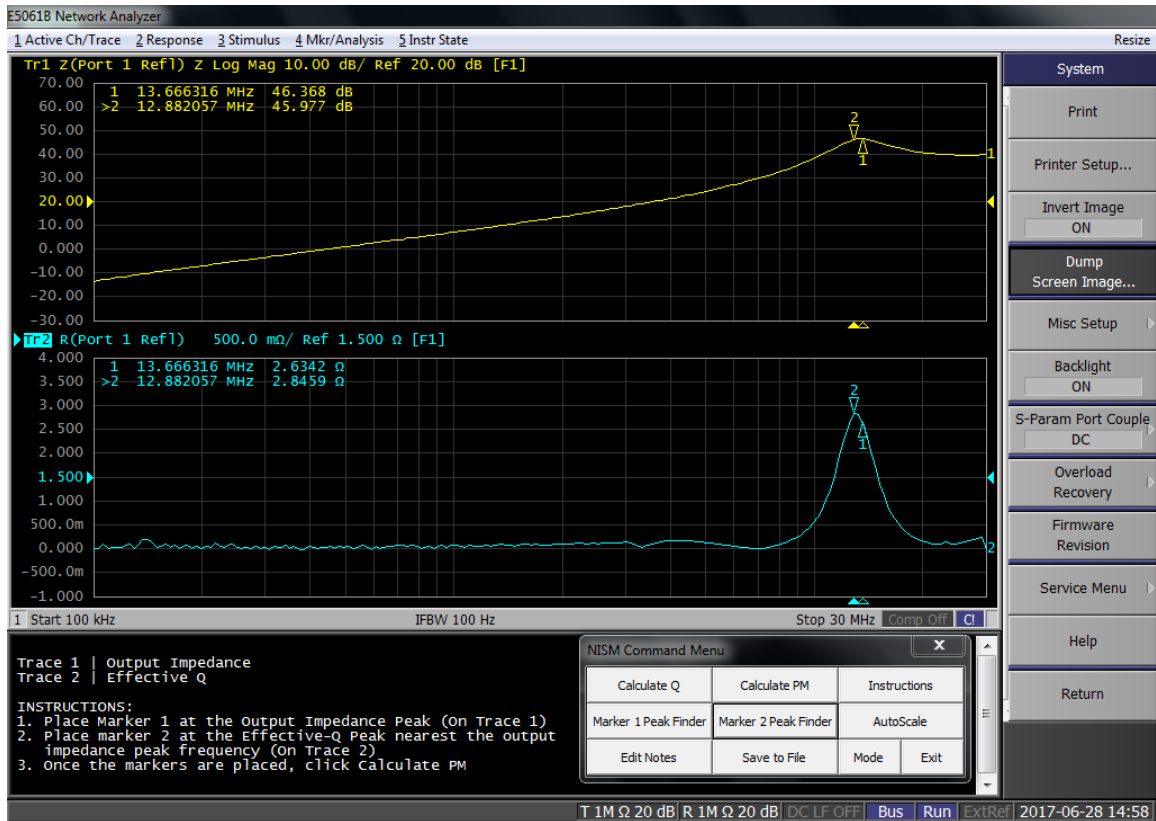 E5061B Network Analyzer
1 Active Ch/Trace 2 Response 3 Stimulus 4 Mkr/Analysis 5 Instr State Resize
Tr1 Z(Port 1 Refl) Z Log Mag 10.00 dB/ Ref 20.00 dB [F1]
1 13.666316 MHz 46.368 dB
>2 12.882057 MHz 45.977 dB
70.00
60.00
50.00
40.00
30.00
20.00
10.00
0.000
-10.00
-20.00
-30.00
2
1
1
Tr2 R(Port 1 Refl) 500.0 mΩ/ Ref 1.500 Ω [F1]
1 13.666316 MHz 2.6342 Ω
>2 12.882057 MHz 2.8459 Ω
4.000
3.500
3.000
2.500
2.000
1.500
1.000
500.0m
0.000
-500.0m
-1.000
2
1
2
1 Start 100 kHz IFBW 100 Hz Stop 30 MHz Comp Off C!
System
Print
Printer Setup...
Invert Image
ON
Dump
Screen Image...
Misc Setup
Backlight
ON
S-Param Port Couple
DC
Overload
Recovery
Firmware
Revision
Service Menu
Help
Return
Trace 1 | Output Impedance
Trace 2 | Effective Q
INSTRUCTIONS:
1. Place Marker 1 at the Output Impedance Peak (On Trace 1)
2. Place marker 2 at the Effective-Q Peak nearest the output
impedance peak frequency (On Trace 2)
3. Once the markers are placed, click Calculate PM
NISM Command Menu x
Calculate Q Calculate PM Instructions
Marker 1 Peak Finder Marker 2 Peak Finder AutoScale
Edit Notes Save to File Mode Exit
T 1M Ω 20 dB R 1M Ω 20 dB DC LF OFF Bus Run ExtRef 2017-06-28 14:58